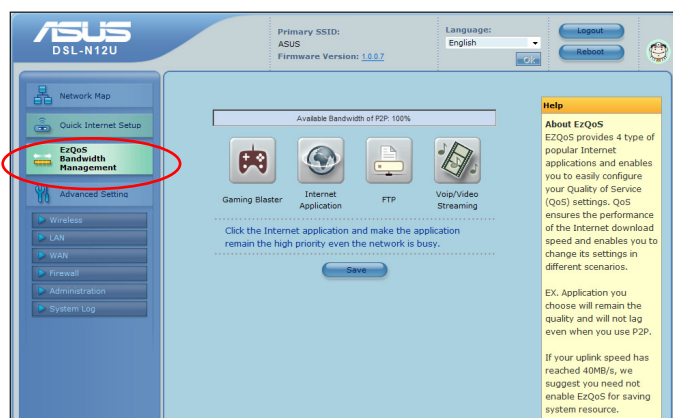 ASUS
DSL-N12U
Primary SSID:
ASUS
Firmware Version: 1.0.0.7
Language:
English
OK
Logout
Reboot
Network Map
Quick Internet Setup
EzQoS
Bandwidth
Management
Advanced Setting
Wireless
LAN
WAN
Firewall
Administration
System Log
Available Bandwidth of P2P: 100%
Gaming Blaster
Internet
Application
FTP
Voip/Video
Streaming
Click the Internet application and make the application
remain the high priority even the network is busy.
Save
Help
About EzQoS
EZQoS provides 4 type of
popular Internet
applications and enables
you to easily configure
your Quality of Service
(QoS) settings. QoS
ensures the performance
of the Internet download
speed and enables you to
change its settings in
different scenarios.
EX. Application you
choose will remain the
quality and will not lag
even when you use P2P.
If your uplink speed has
reached 40MB/s, we
suggest you need not
enable EzQoS for saving
system resource.